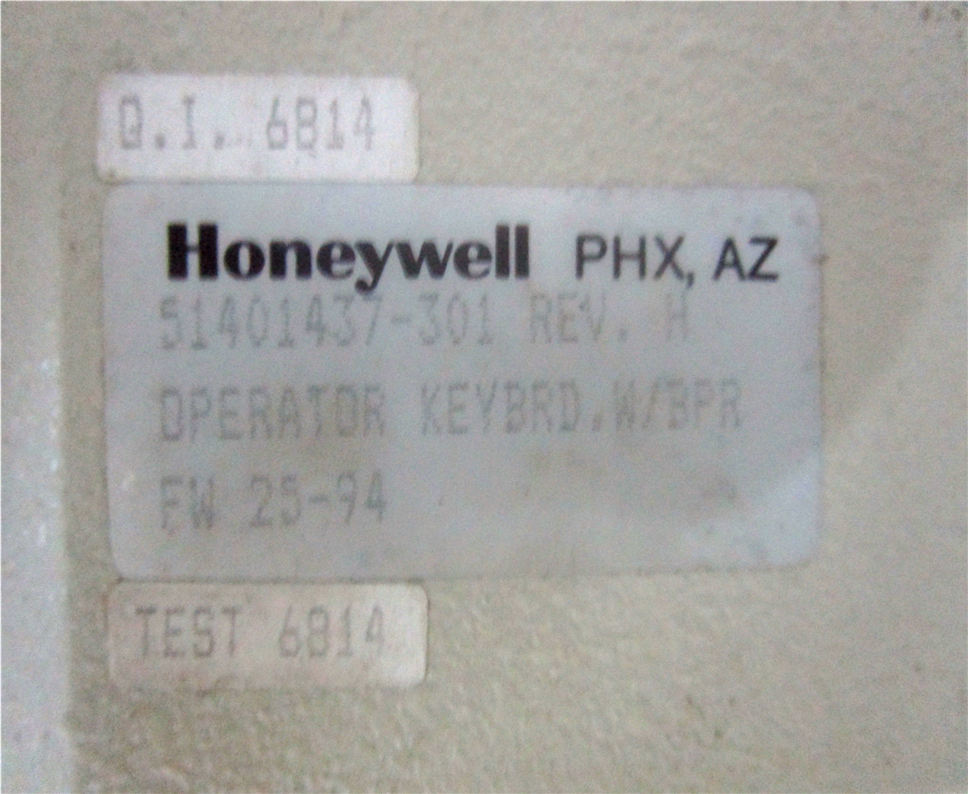 Q.I. 6814
Honeywell PHX, AZ
51401437-301 REV. H
OPERATOR KEYBRD.W/BPR
FW 25-94
TEST 6814